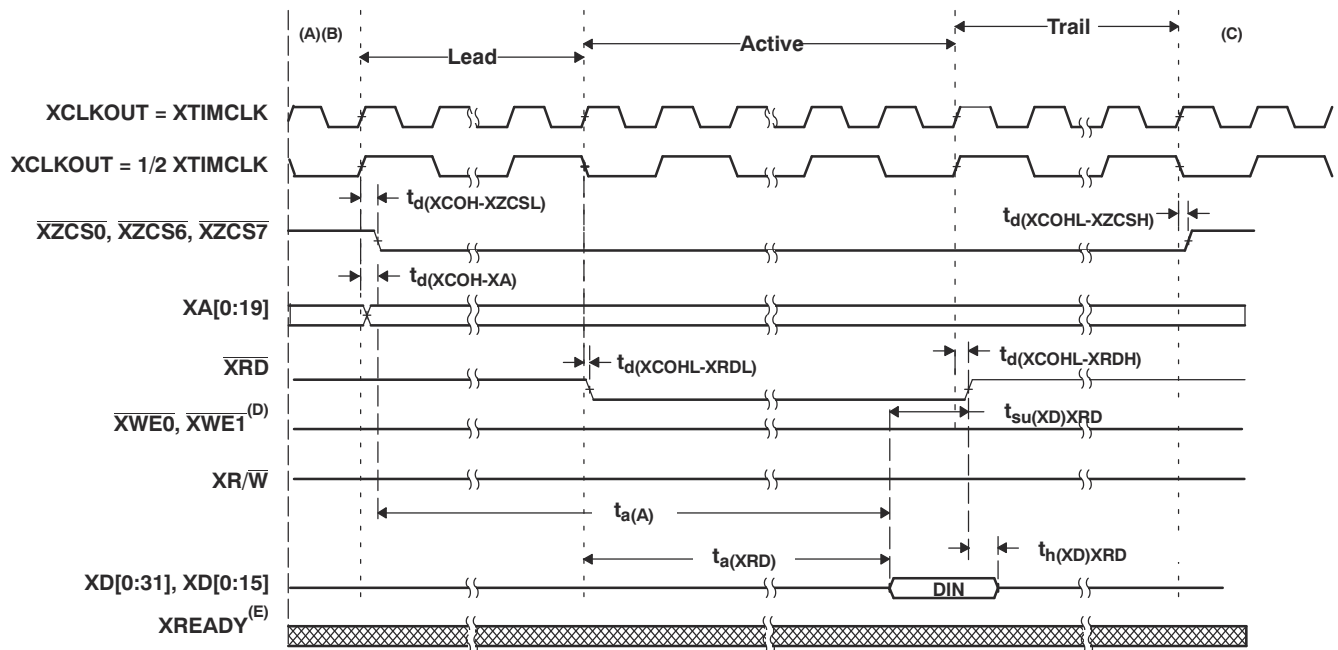 (A)(B) Lead Active Trail (C)
XCLKOUT = XTIMCLK
XCLKOUT = 1/2 XTIMCLK
td(XCOH-XZCSL)
td(XCOHL-XZCSH)
XZCS0, XZCS6, XZCS7
td(XCOH-XA)
XA[0:19]
XRD
td(XCOHL-XRDL)
td(XCOHL-XRDH)
XWE0, XWE1(D)
tsu(XD)XRD
XR/W
ta(A)
ta(XRD)
th(XD)XRD
XD[0:31], XD[0:15]
DIN
XREADY(E)